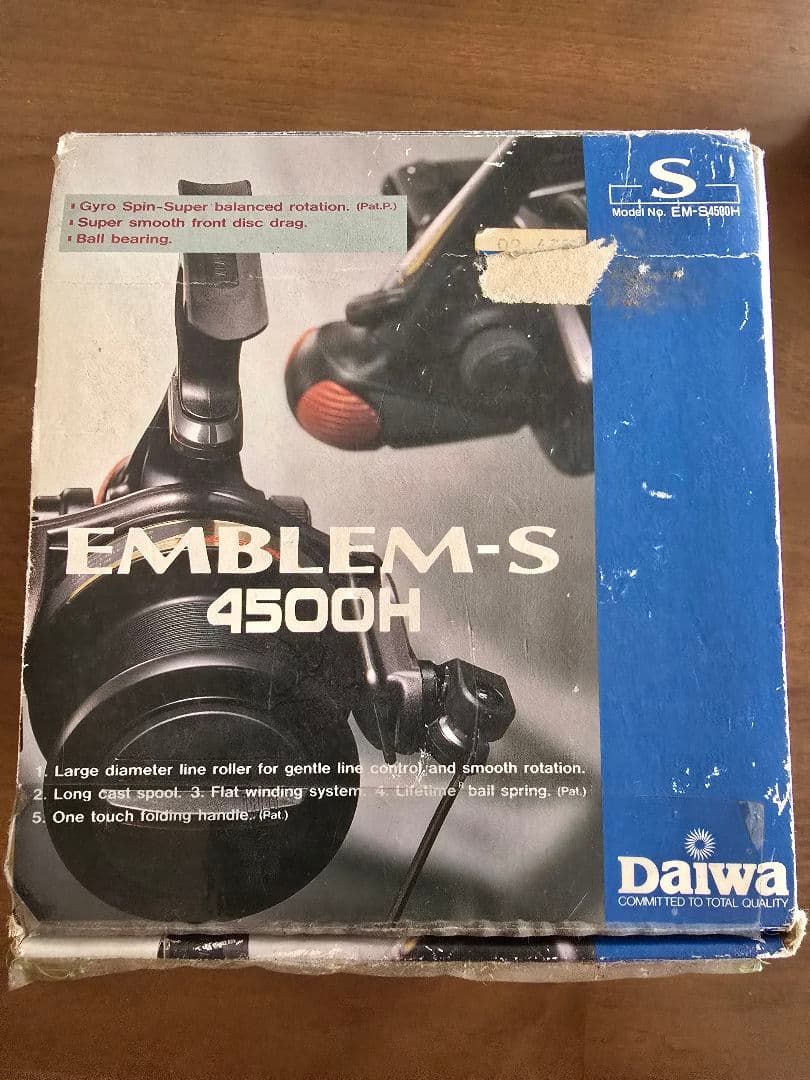 Gyro Spin-Super balanced rotation. (Pat.P.)
Super smooth front disc drag.
Ball bearing.
S
Model No. EM-S4500H
EMBLEM-S
4500H
1. Large diameter line roller for gentle line control and smooth rotation.
2. Long cast spool. 3. Flat winding system. 4. Lifetime bail spring. (Pat.)
5. One touch folding handle. (Pat.)
Daiwa
COMMITTED TO TOTAL QUALITY